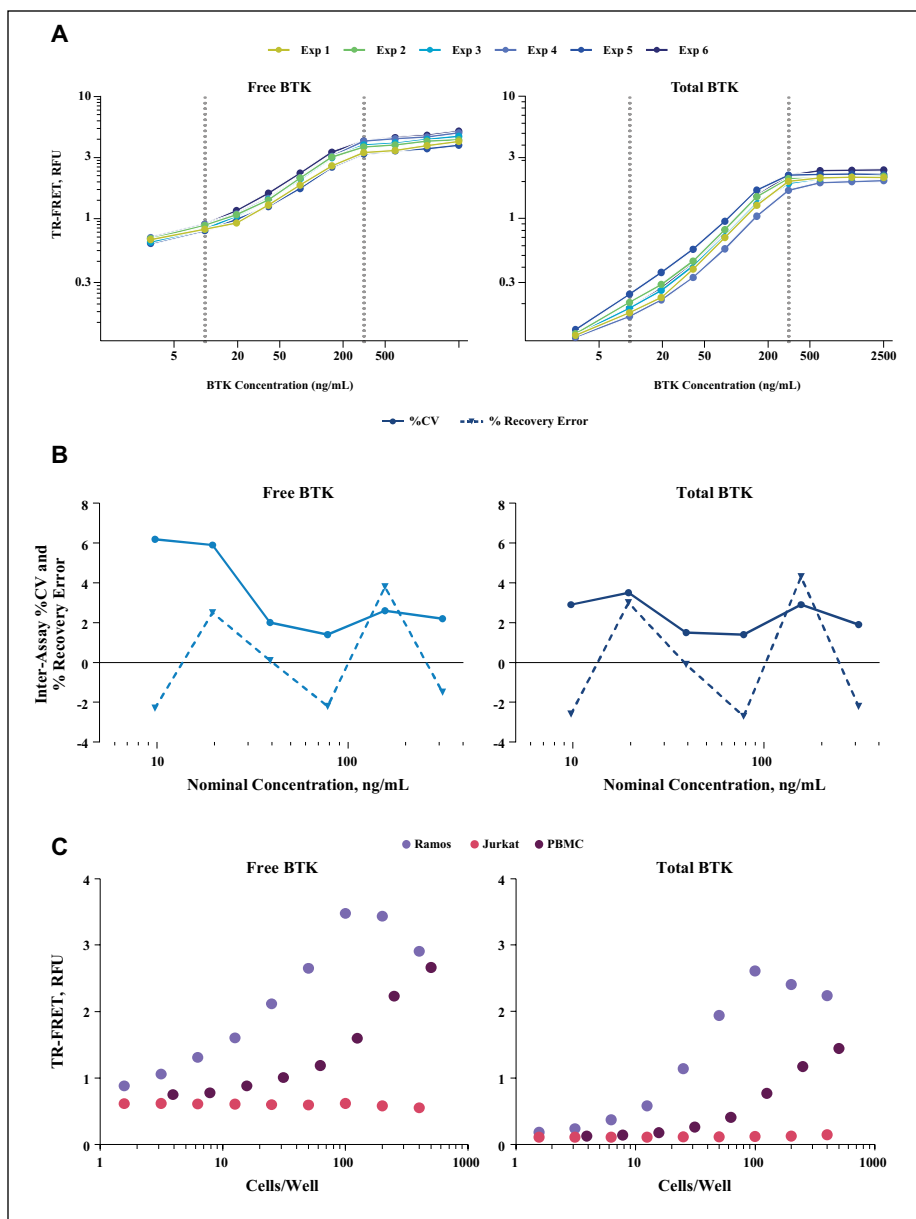 A
Exp 1 Exp 2 Exp 3 Exp 4 Exp 5 Exp 6
Free BTK
Total BTK
TR-FRET, RFU
10
3
1
0.3
5 20 50 200 500
BTK Concentration (ng/mL)
10
3
1
0.3
5 20 50 200 500 2500
BTK Concentration (ng/mL)
%CV % Recovery Error
B
Free BTK
Total BTK
Inter-Assay %CV and
% Recovery Error
8
6
4
2
0
-2
-4
10 100
Nominal Concentration, ng/mL
8
6
4
2
0
-2
-4
10 100
Nominal Concentration, ng/mL
C
Ramos Jurkat PBMC
Free BTK
Total BTK
TR-FRET, RFU
4
3
2
1
0
1 10 100 1000
Cells/Well
4
3
2
1
0
1 10 100 1000
Cells/Well